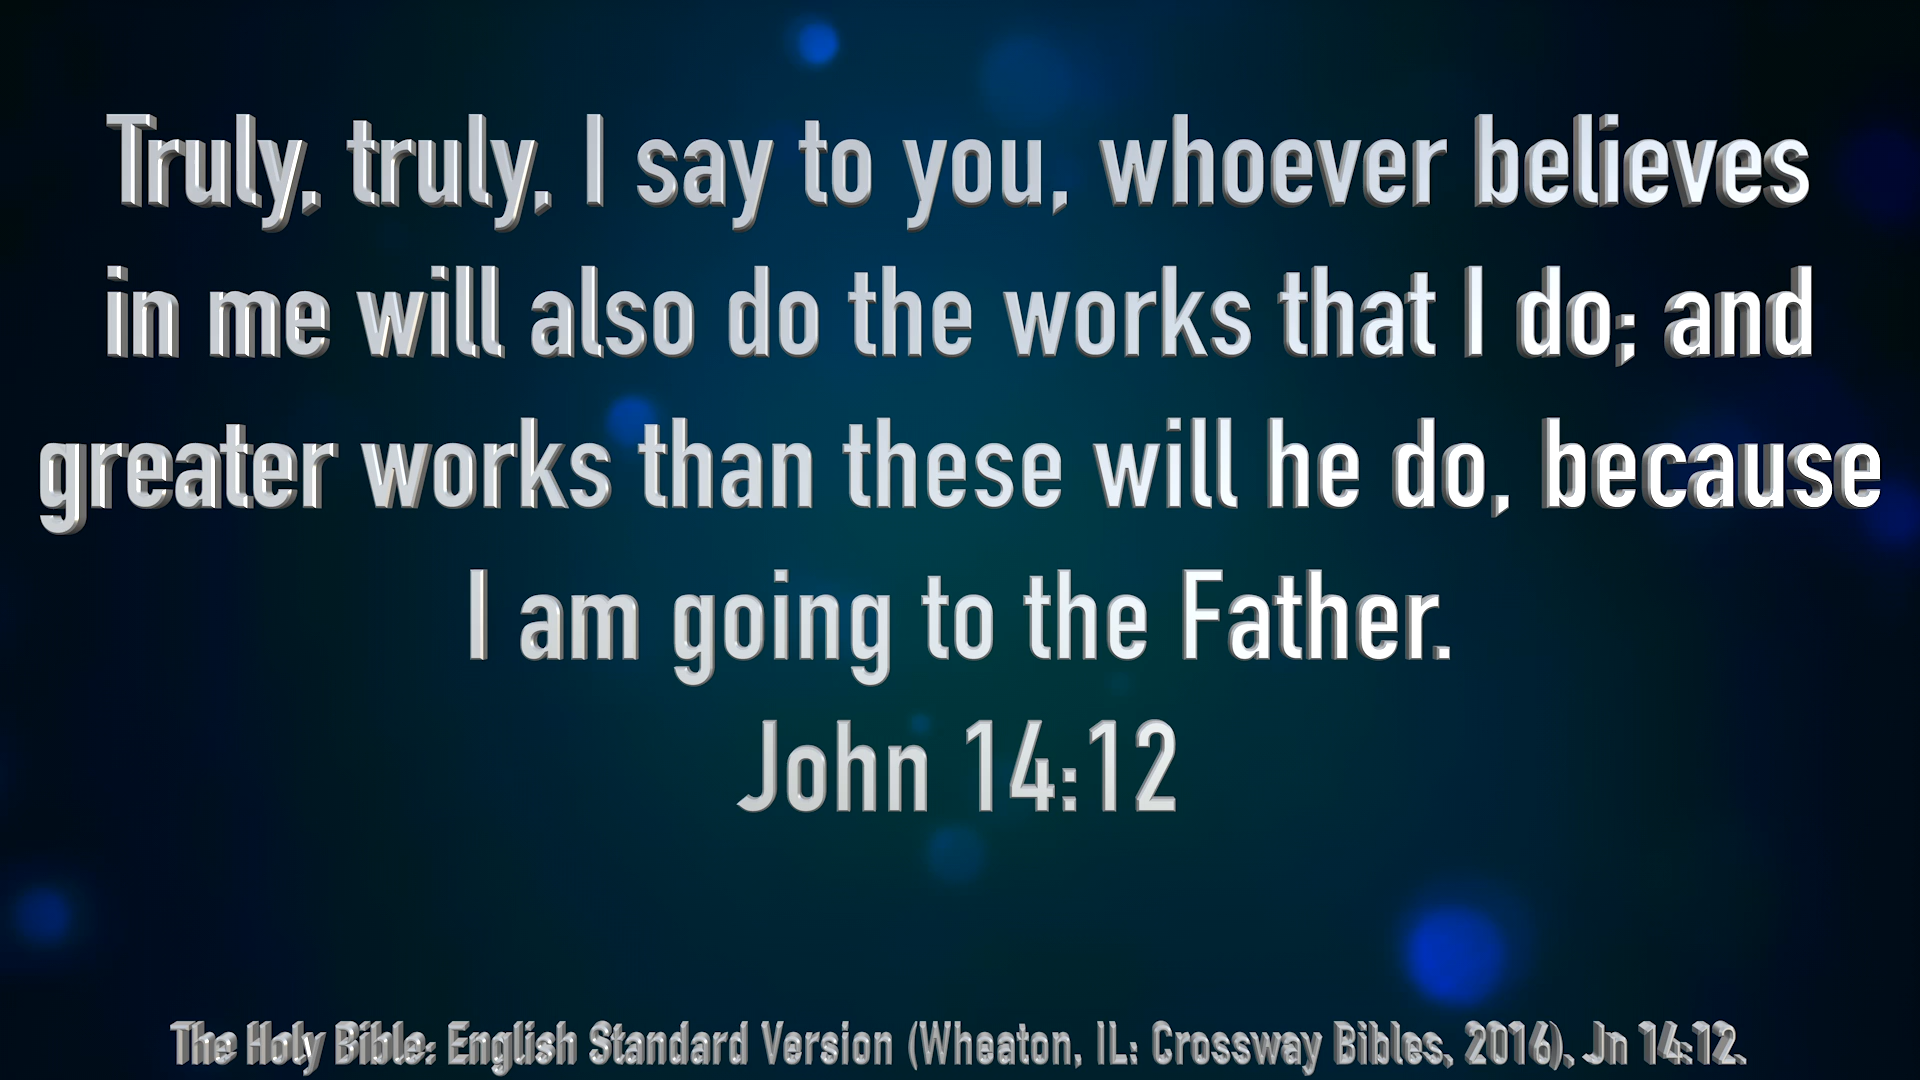 Truly, truly, I say to you, whoever believes
in me will also do the works that I do; and
greater works than these will he do, because
I am going to the Father.
John 14:12
The Holy Bible: English Standard Version (Wheaton, IL: Crossway Bibles, 2016), Jn 14:12.